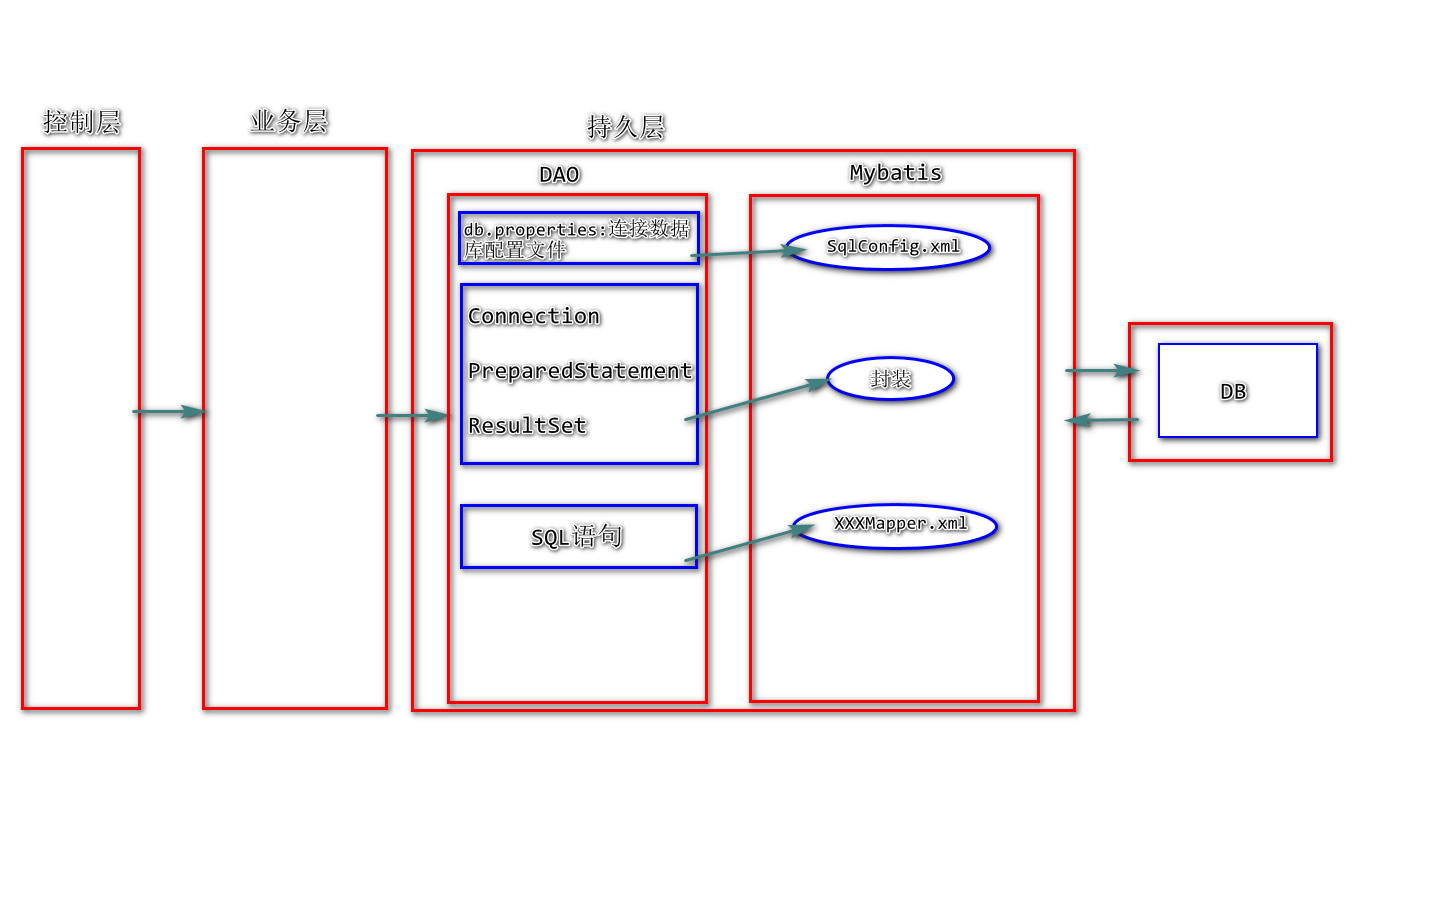 控制层
业务层
持久层
DAO
Mybatis
db.properties:连接数据
库配置文件
SqlConfig.xml
Connection
PreparedStatement
封装
ResultSet
DB
SQL语句
XXXMapper.xml